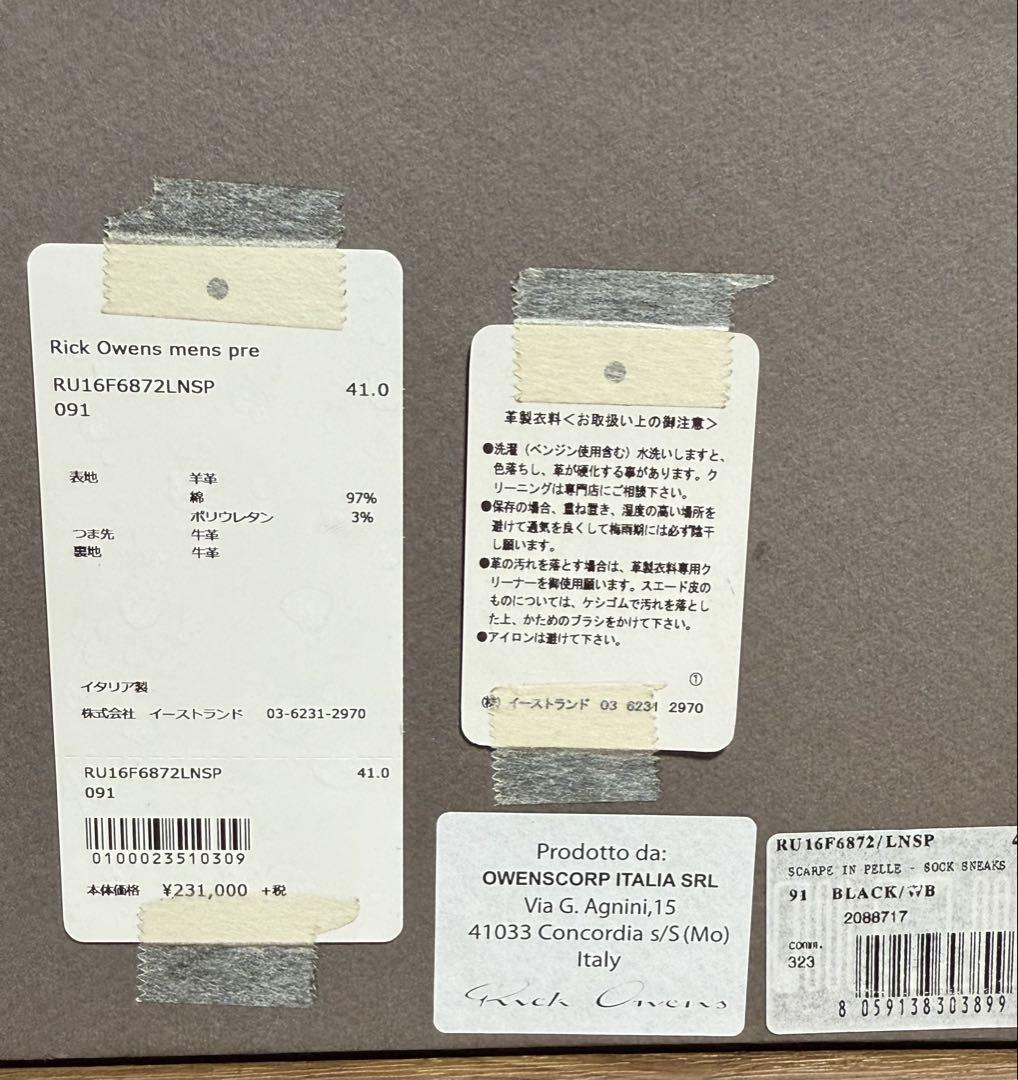 Rick Owens mens pre
RU16F6872LNSP 41.0
091
表地 羊革
綿 97%
ポリウレタン 3%
つま先 牛革
裏地 牛革
イタリア製
株式会社 イーストランド 03-6231-2970
RU16F6872LNSP 41.0
091
0100023510309
本体価格 ¥231,000 +税
革製衣料<お取扱い上の御注意>
●洗濯(ベンジン使用含む)水洗いしますと、
色落ちし、革が硬化する事があります。ク
リーニングは専門店にご相談下さい。
●保存の場合、重ね置き、湿度の高い場所を
避けて通気を良くして梅雨期には必ず陰干
し願います。
●革の汚れを落とす場合は、革製衣料専用ク
リーナーを御使用願います。スエード皮の
ものについては、ケシゴムで汚れを落とし
た上、かためのブラシをかけて下さい。
●アイロンは避けて下さい。
①
㈱ イーストランド 03 6231 2970
Prodotto da:
OWENSCORP ITALIA SRL
Via G. Agnini,15
41033 Concordia s/S (Mo)
Italy
Rick Owens
RU16F6872/LNSP 4
SCARPE IN PELLE - SOCK SNEAKS
91 BLACK/WB
2088717
comm.
323
8 059138303899